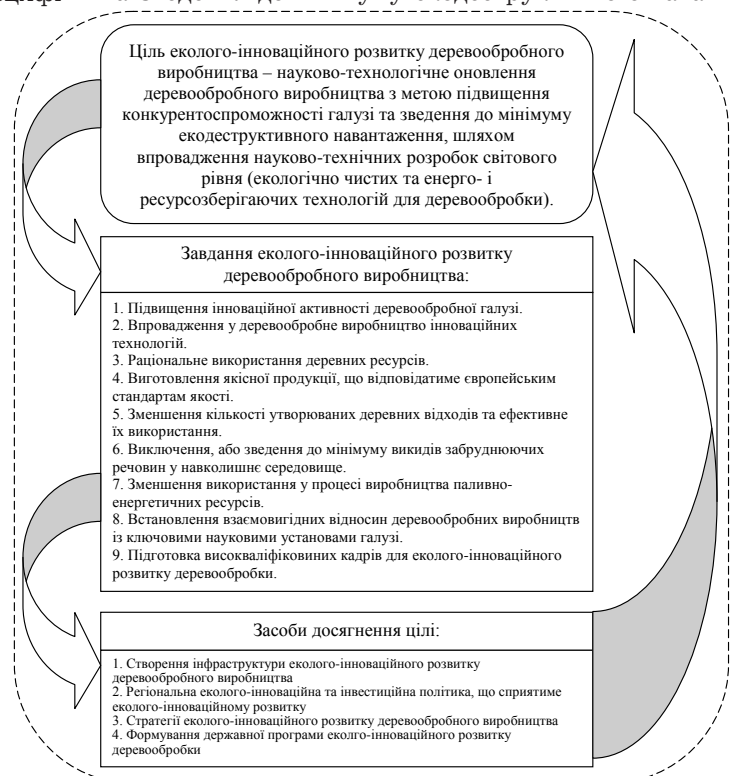 Ціль еколого-інноваційного розвитку деревообробного
виробництва – науково-технологічне оновлення
деревообробного виробництва з метою підвищення
конкурентоспроможності галузі та зведення до мінімуму
екодеструктивного навантаження, шляхом
впровадження науково-технічних розробок світового
рівня (екологічно чистих та енерго- і
ресурсозберігаючих технологій для деревообробки).
Завдання еколого-інноваційного розвитку
деревообробного виробництва:
1. Підвищення інноваційної активності деревообробної галузі.
2. Впровадження у деревообробне виробництво інноваційних
технологій.
3. Раціональне використання деревних ресурсів.
4. Виготовлення якісної продукції, що відповідатиме європейським
стандартам якості.
5. Зменшення кількості утворюваних деревних відходів та ефективне
їх використання.
6. Виключення, або зведення до мінімуму викидів забруднюючих
речовин у навколишнє середовище.
7. Зменшення використання у процесі виробництва паливно-
енергетичних ресурсів.
8. Встановлення взаємовигідних відносин деревообробних виробництв
із ключовими науковими установами галузі.
9. Підготовка висококваліфіковиних кадрів для еколого-інноваційного
розвитку деревообробки.
Засоби досягнення цілі:
1. Створення інфраструктури еколого-інноваційного розвитку
деревообробного виробництва
2. Регіональна еколого-інноваційна та інвестиційна політика, що сприятиме
еколого-інноваційному розвитку
3. Стратегії еколого-інноваційного розвитку деревообробного виробництва
4. Формування державної програми еколго-інноваційного розвитку
деревообробки